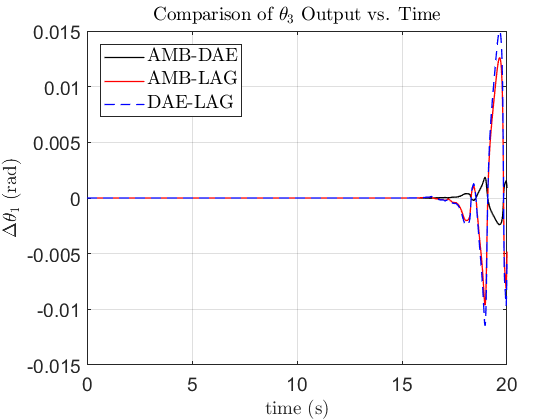 Comparison of θ₃ Output vs. Time
AMB-DAE
AMB-LAG
DAE-LAG
Δθ₁ (rad)
0.015
0.01
0.005
0
-0.005
-0.01
-0.015
0 5 10 15 20
time (s)